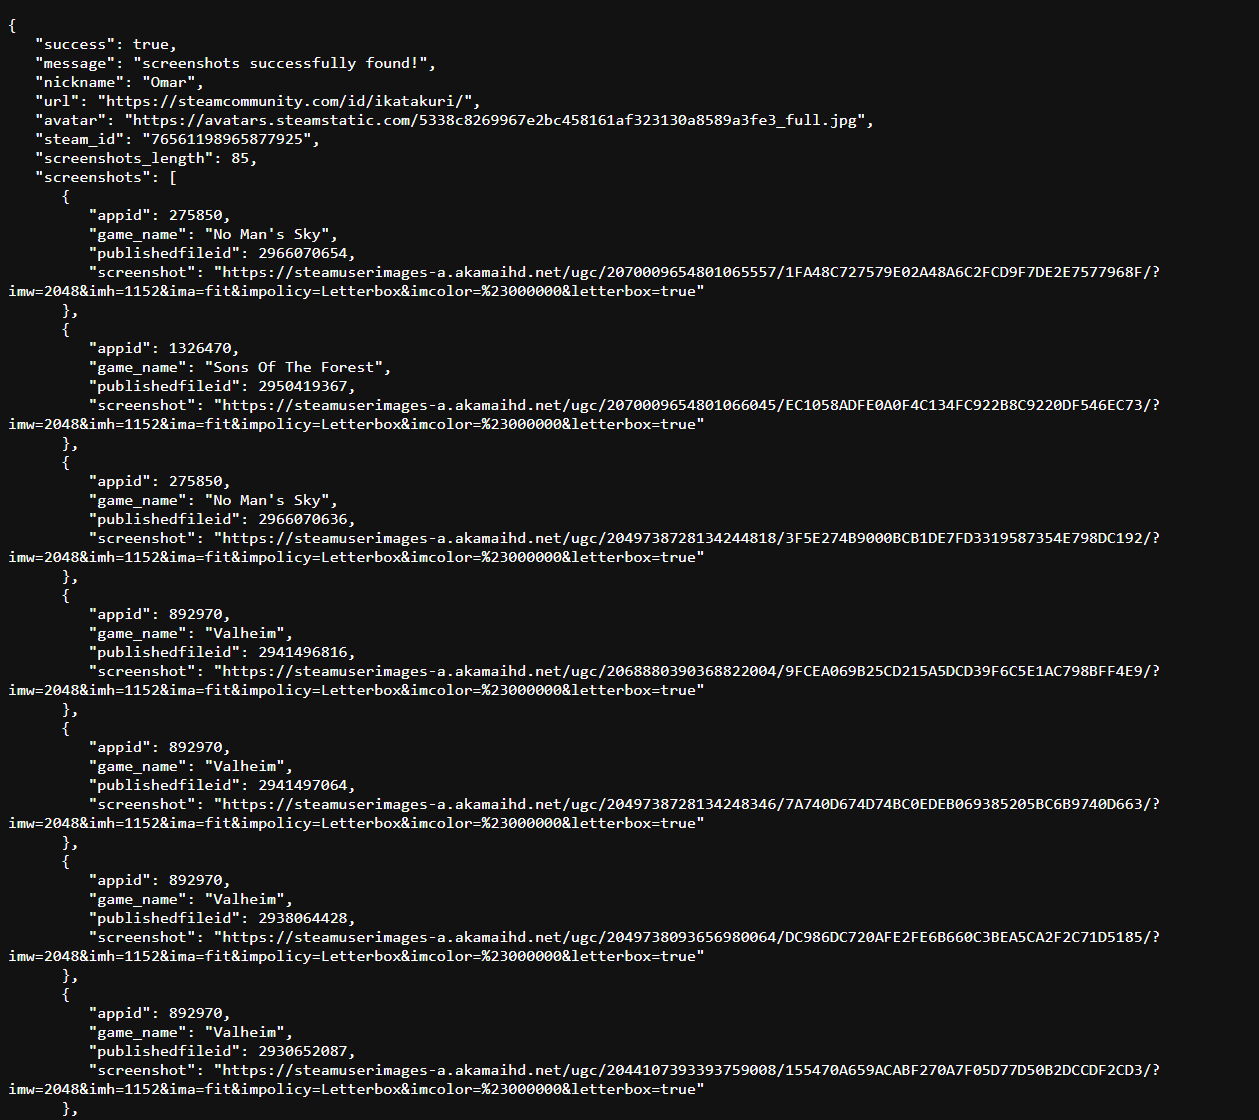 {
"success": true,
"message": "screenshots successfully found!",
"nickname": "Omar",
"url": "https://steamcommunity.com/id/ikatakuri/",
"avatar": "https://avatars.steamstatic.com/5338c8269967e2bc458161af323130a8589a3fe3_full.jpg",
"steam_id": "76561198965877925",
"screenshots_length": 85,
"screenshots": [
{
"appid": 275850,
"game_name": "No Man's Sky",
"publishedfileid": 2966070654,
"screenshot": "https://steamuserimages-a.akamaihd.net/ugc/2070009654801065557/1FA48C727579E02A48A6C2FCD9F7DE2E7577968F/?
imw=2048&imh=1152&ima=fit&impolicy=Letterbox&imcolor=%23000000&letterbox=true"
},
{
"appid": 1326470,
"game_name": "Sons Of The Forest",
"publishedfileid": 2950419367,
"screenshot": "https://steamuserimages-a.akamaihd.net/ugc/2070009654801066045/EC1058ADFE0A0F4C134FC922B8C9220DF546EC73/?
imw=2048&imh=1152&ima=fit&impolicy=Letterbox&imcolor=%23000000&letterbox=true"
},
{
"appid": 275850,
"game_name": "No Man's Sky",
"publishedfileid": 2966070636,
"screenshot": "https://steamuserimages-a.akamaihd.net/ugc/2049738728134244818/3F5E274B9000BCB1DE7FD3319587354E798DC192/?
imw=2048&imh=1152&ima=fit&impolicy=Letterbox&imcolor=%23000000&letterbox=true"
},
{
"appid": 892970,
"game_name": "Valheim",
"publishedfileid": 2941496816,
"screenshot": "https://steamuserimages-a.akamaihd.net/ugc/2068880390368822004/9FCEA069B25CD215A5DCD39F6C5E1AC798BFF4E9/?
imw=2048&imh=1152&ima=fit&impolicy=Letterbox&imcolor=%23000000&letterbox=true"
},
{
"appid": 892970,
"game_name": "Valheim",
"publishedfileid": 2941497064,
"screenshot": "https://steamuserimages-a.akamaihd.net/ugc/2049738728134248346/7A740D674D74BC0EDEB069385205BC6B9740D663/?
imw=2048&imh=1152&ima=fit&impolicy=Letterbox&imcolor=%23000000&letterbox=true"
},
{
"appid": 892970,
"game_name": "Valheim",
"publishedfileid": 2938064428,
"screenshot": "https://steamuserimages-a.akamaihd.net/ugc/2049738093656980064/DC986DC720AFE2FE6B660C3BEA5CA2F2C71D5185/?
imw=2048&imh=1152&ima=fit&impolicy=Letterbox&imcolor=%23000000&letterbox=true"
},
{
"appid": 892970,
"game_name": "Valheim",
"publishedfileid": 2930652087,
"screenshot": "https://steamuserimages-a.akamaihd.net/ugc/2044107393393759008/155470A659ACABF270A7F05D77D50B2DCCDF2CD3/?
imw=2048&imh=1152&ima=fit&impolicy=Letterbox&imcolor=%23000000&letterbox=true"
},